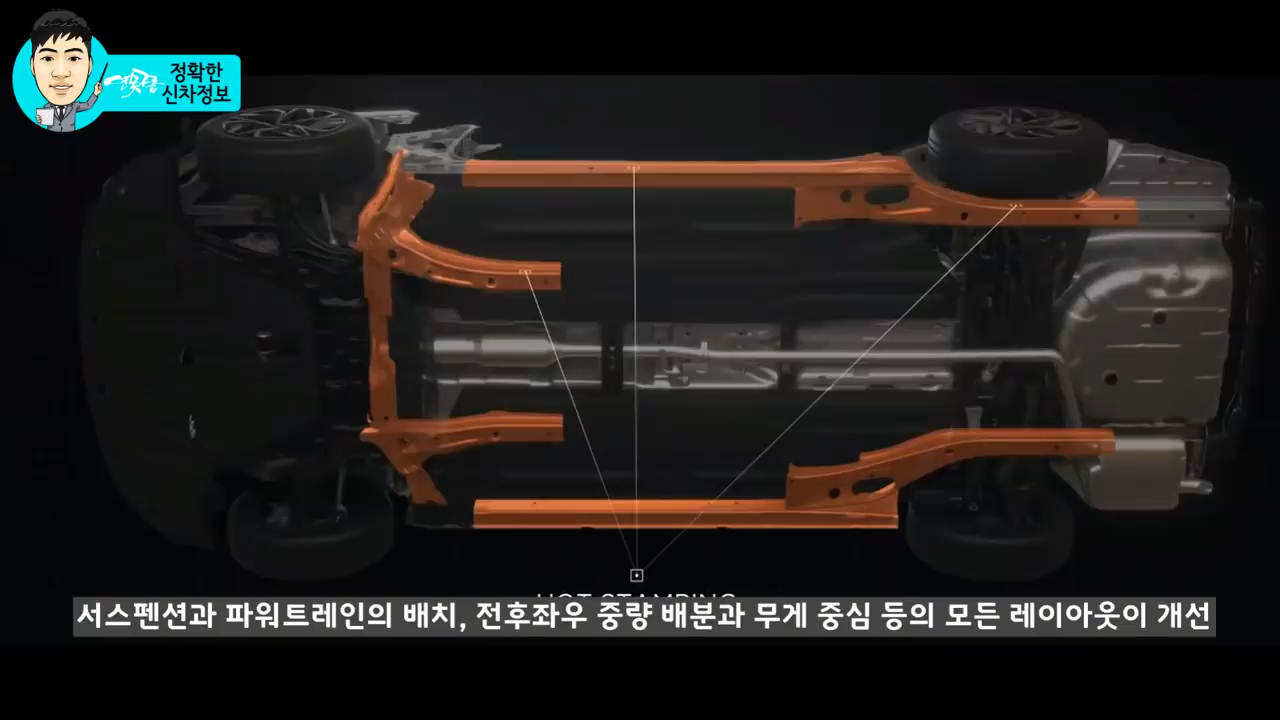 정확한
신차정보
HOT STAMPING
서스펜션과 파워트레인의 배치, 전후좌우 중량 배분과 무게 중심 등의 모든 레이아웃이 개선